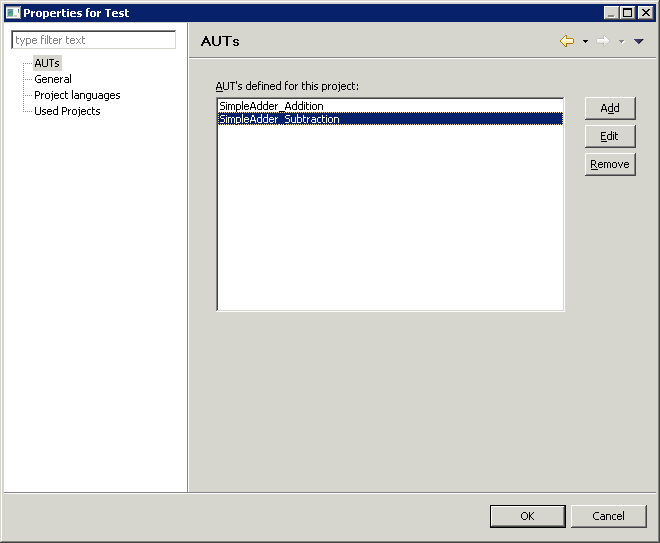 Properties for Test
type filter text
AUTs
General
Project languages
Used Projects
AUTs
AUT's defined for this project:
SimpleAdder_Addition
SimpleAdder_Subtraction
Add
Edit
Remove
OK
Cancel